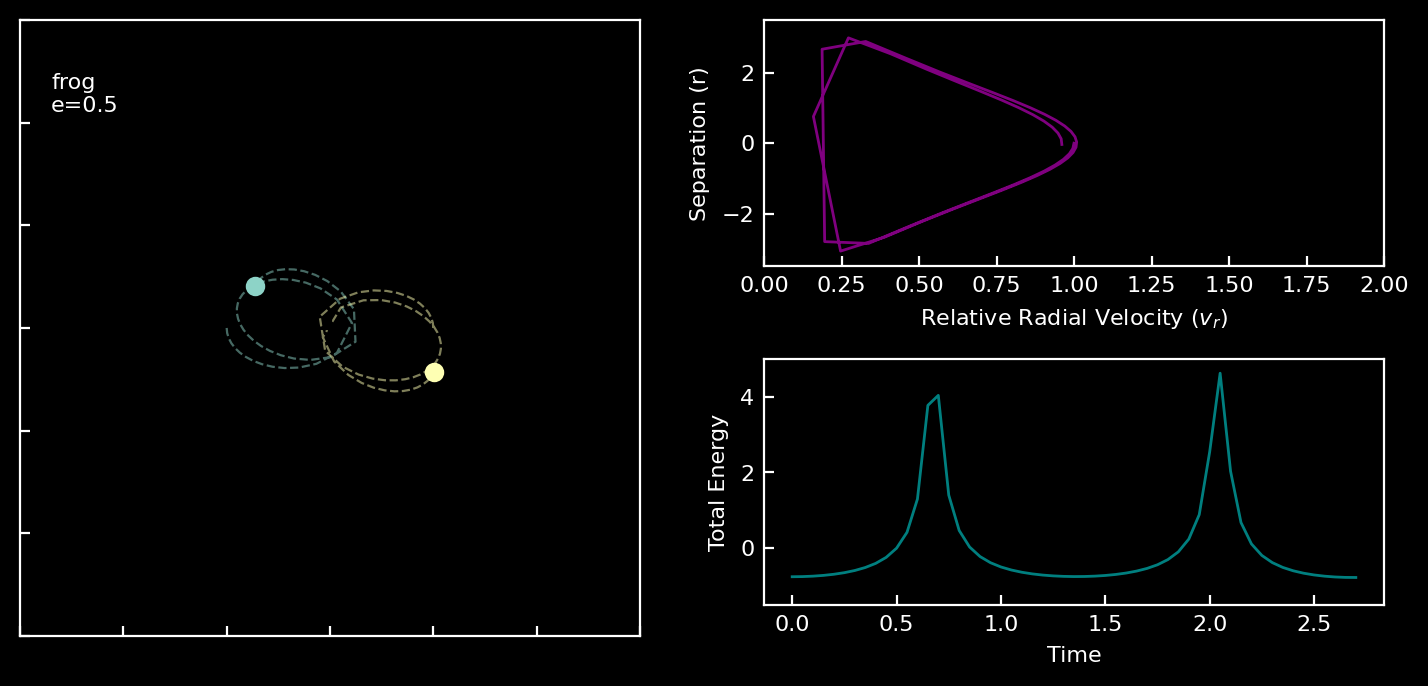 frog
e=0.5
Separation (r)
2
0
−2
0.00 0.25 0.50 0.75 1.00 1.25 1.50 1.75 2.00
Relative Radial Velocity (vr)
Total Energy
4
2
0
0.0 0.5 1.0 1.5 2.0 2.5
Time